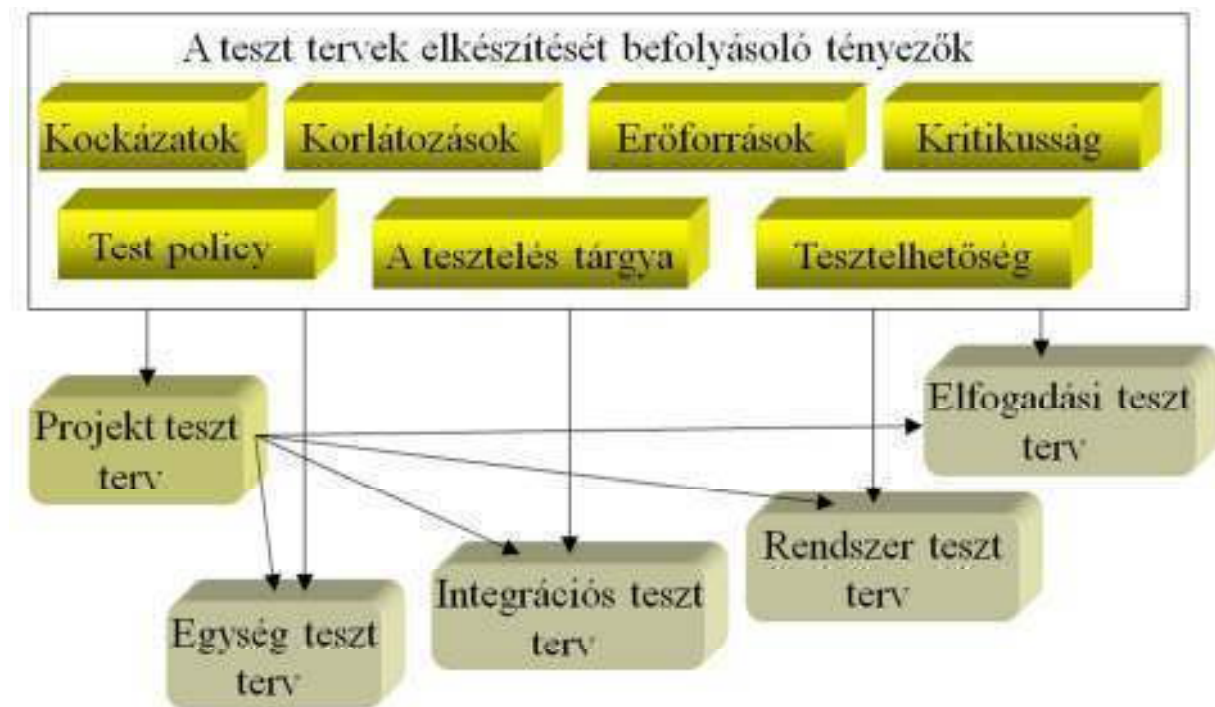 A teszt tervek elkészítését befolyásoló tényezők
Kockázatok
Korlátozások
Erőforrások
Kritikusság
Test policy
A tesztelés tárgya
Tesztelhetőség
Projekt teszt
terv
Elfogadási teszt
terv
Rendszer teszt
terv
Integrációs teszt
terv
Egység teszt
terv